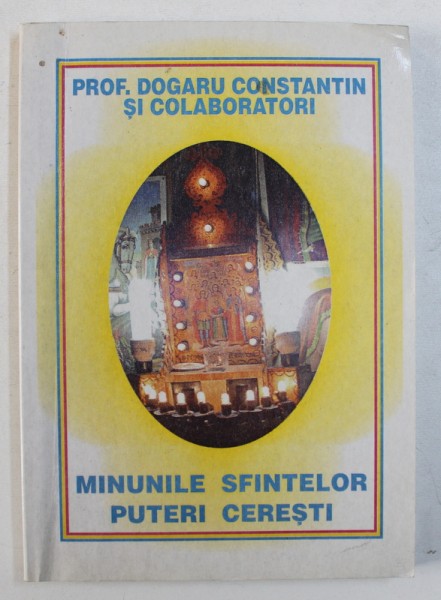 PROF. DOGARU CONSTANTIN
ȘI COLABORATORI
MINUNILE SFINTELOR
PUTERI CEREȘTI